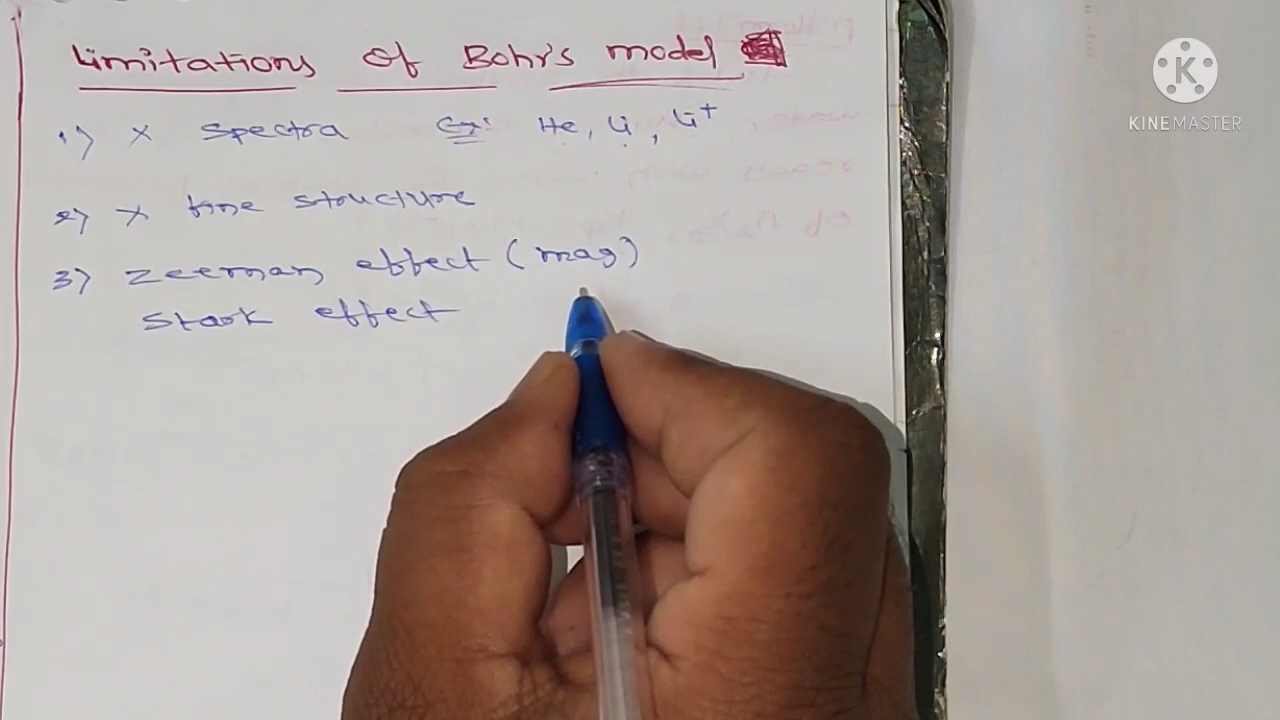 Limitations of Bohr's model
1) × spectra Eg: He, Li, Li+
2) × fine structure
3) Zeeman effect (mag)
Stark effect
K
KINEMASTER